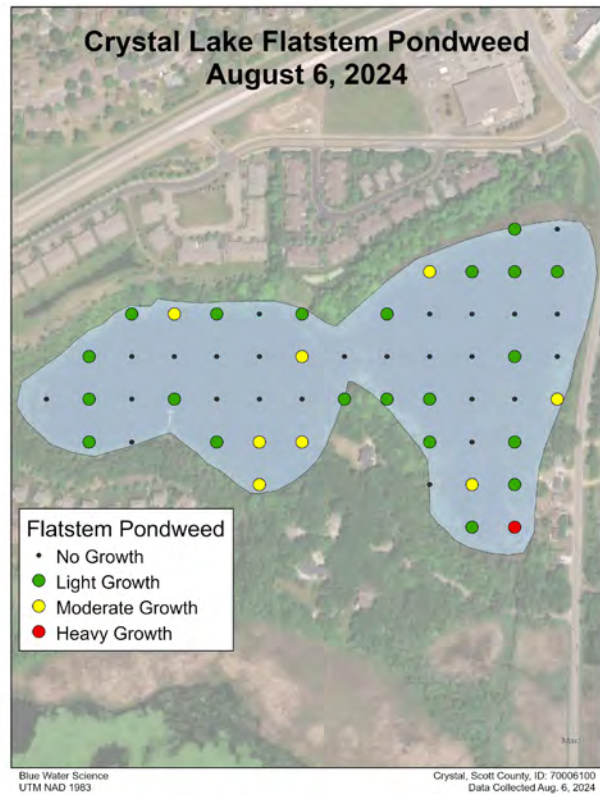 Crystal Lake Flatstem Pondweed
August 6, 2024
Flatstem Pondweed
No Growth
Light Growth
Moderate Growth
Heavy Growth
Blue Water Science
UTM NAD 1983
Crystal, Scott County, ID: 70006100
Data Collected Aug. 6, 2024